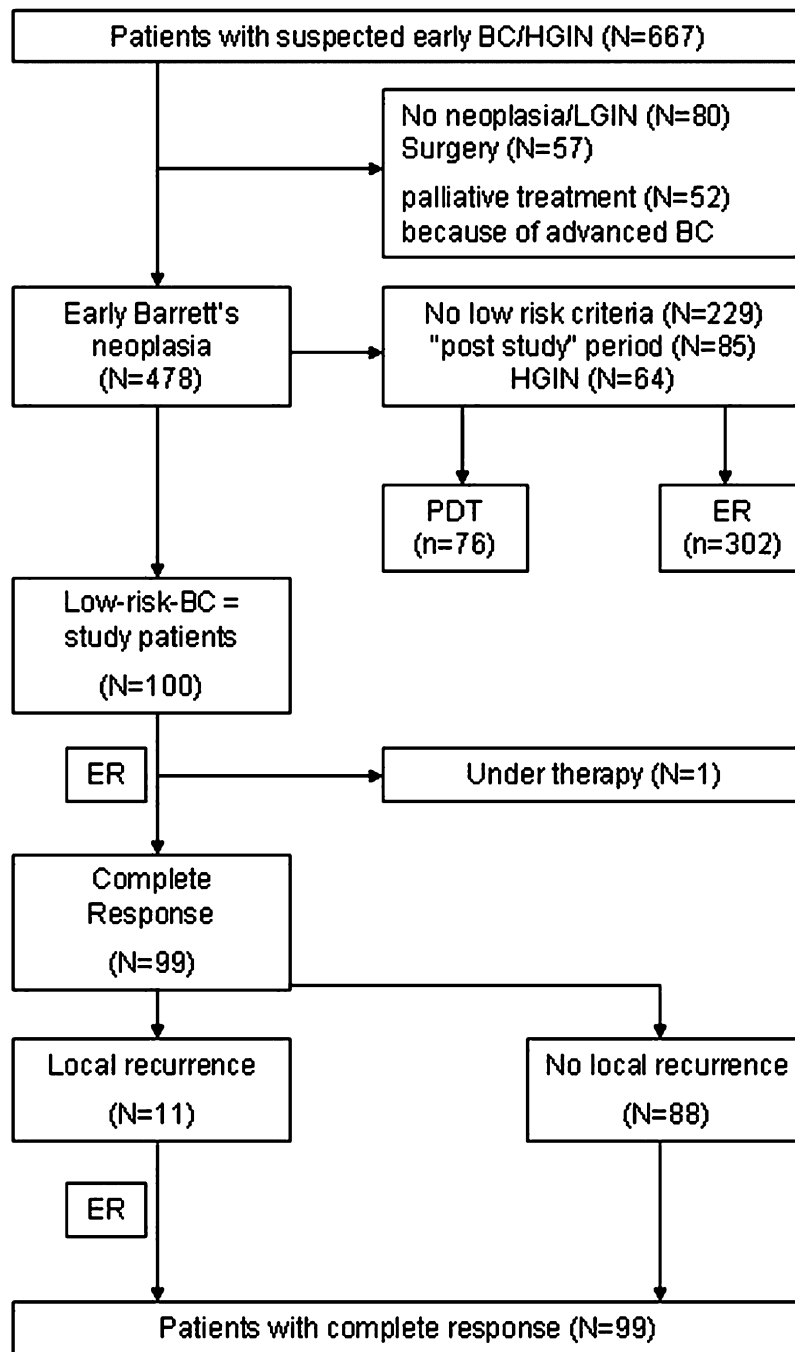 Patients with suspected early BC/HGIN (N=667)
No neoplasia/LGIN (N=80)
Surgery (N=57)
palliative treatment (N=52)
because of advanced BC
Early Barrett's
neoplasia
(N=478)
No low risk criteria (N=229)
"post study" period (N=85)
HGIN (N=64)
PDT
(n=76)
ER
(n=302)
Low-risk-BC =
study patients
(N=100)
ER
Under therapy (N=1)
Complete
Response
(N=99)
Local recurrence
(N=11)
No local recurrence
(N=88)
ER
Patients with complete response (N=99)